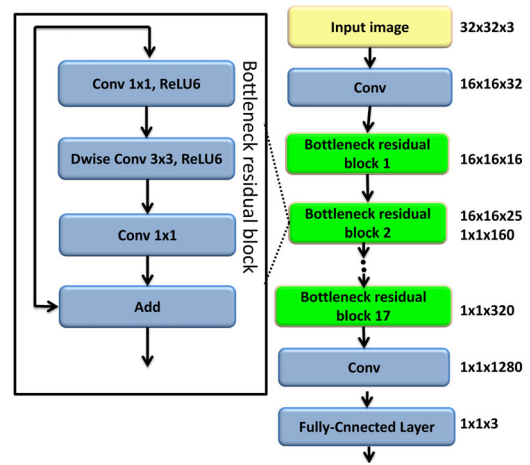 Conv 1x1, ReLU6
Dwise Conv 3x3, ReLU6
Conv 1x1
Add
Bottleneck residual block
Input image
32x32x3
Conv
16x16x32
Bottleneck residual
block 1
16x16x16
Bottleneck residual
block 2
16x16x25
1x1x160
Bottleneck residual
block 17
1x1x320
Conv
1x1x1280
Fully-Cnnected Layer
1x1x3